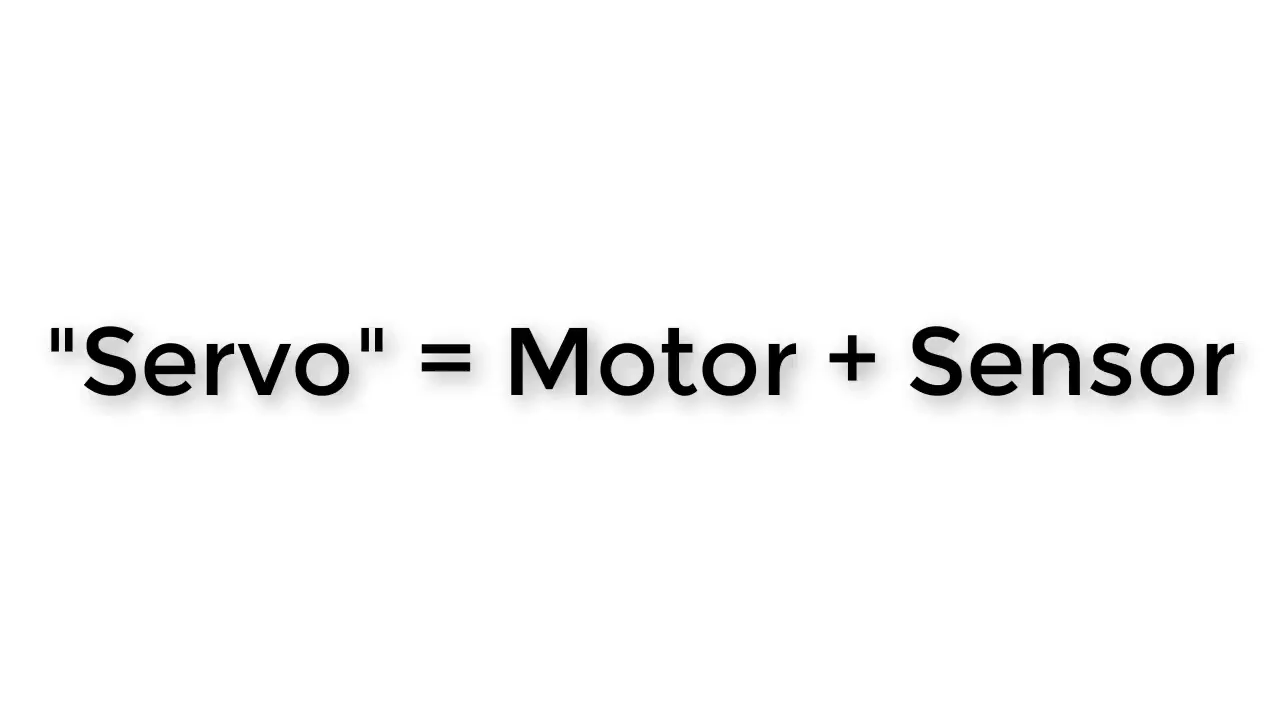 "Servo" = Motor + Sensor